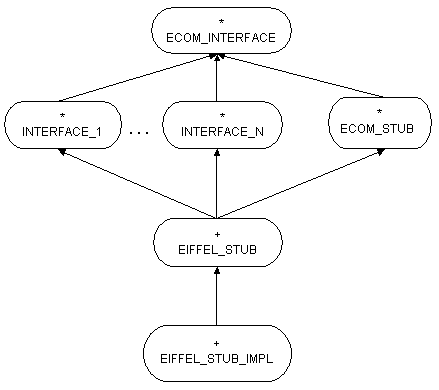 *
ECOM_INTERFACE
*
INTERFACE_1
. . .
*
INTERFACE_N
*
ECOM_STUB
+
EIFFEL_STUB
+
EIFFEL_STUB_IMPL